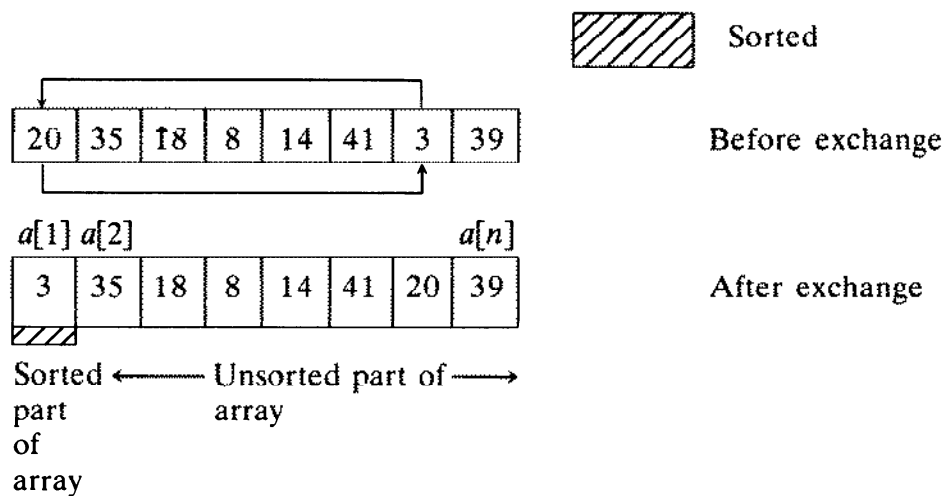 Sorted
20 35 18 8 14 41 3 39 Before exchange
a[1] a[2] a[n]
3 35 18 8 14 41 20 39 After exchange
Sorted Unsorted part of
part array
of
array